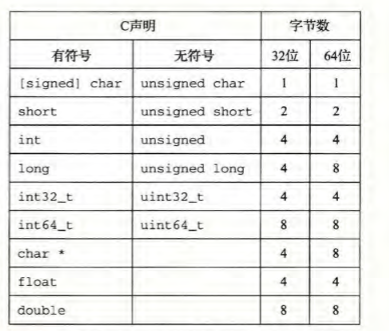 C声明 字节数
有符号 无符号 32位 64位
[signed] char unsigned char 1 1
short unsigned short 2 2
int unsigned 4 4
long unsigned long 4 8
int32_t uint32_t 4 4
int64_t uint64_t 8 8
char * 4 8
float 4 4
double 8 8